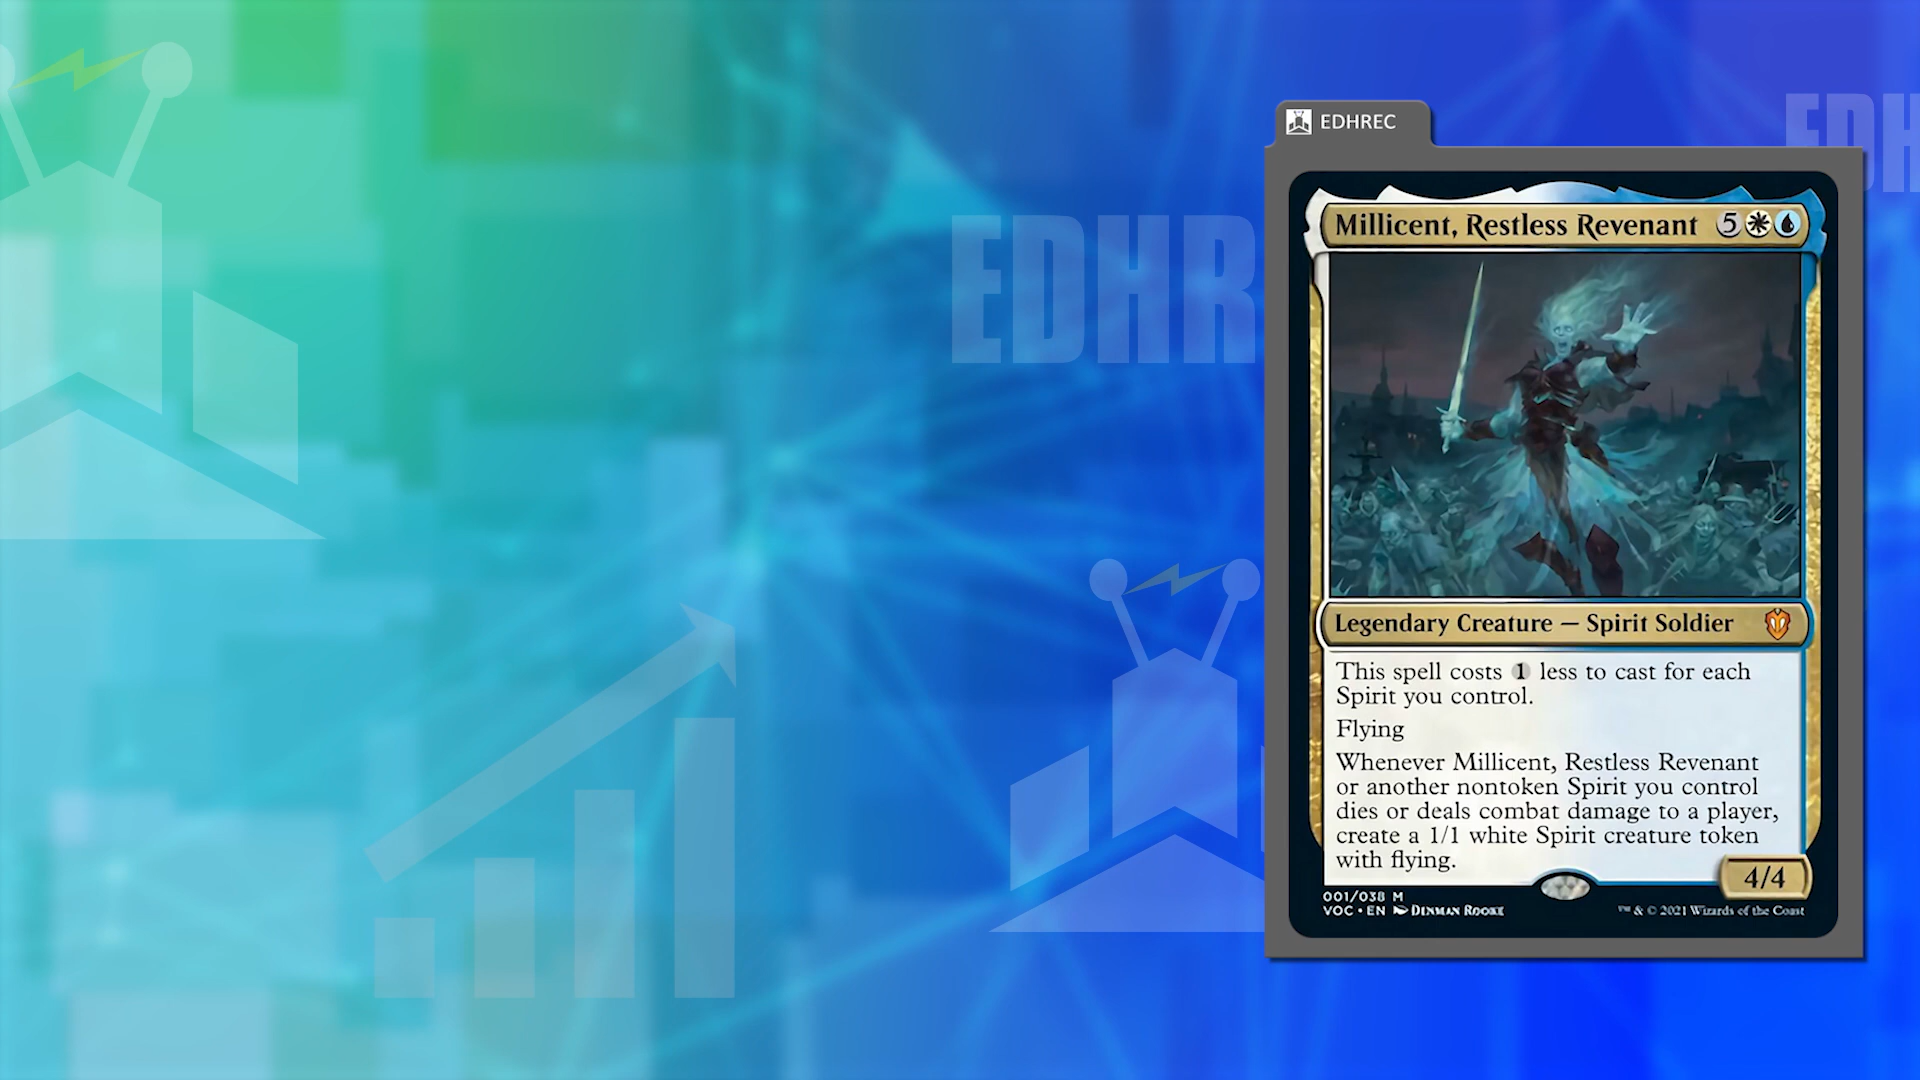 EDHREC
EDH
EDHR
Millicent, Restless Revenant 5
Legendary Creature — Spirit Soldier
This spell costs 1 less to cast for each
Spirit you control.
Flying
Whenever Millicent, Restless Revenant
or another nontoken Spirit you control
dies or deals combat damage to a player,
create a 1/1 white Spirit creature token
with flying.
4/4
001/038 M
VOC • EN Denman Rooke
™ & © 2021 Wizards of the Coast